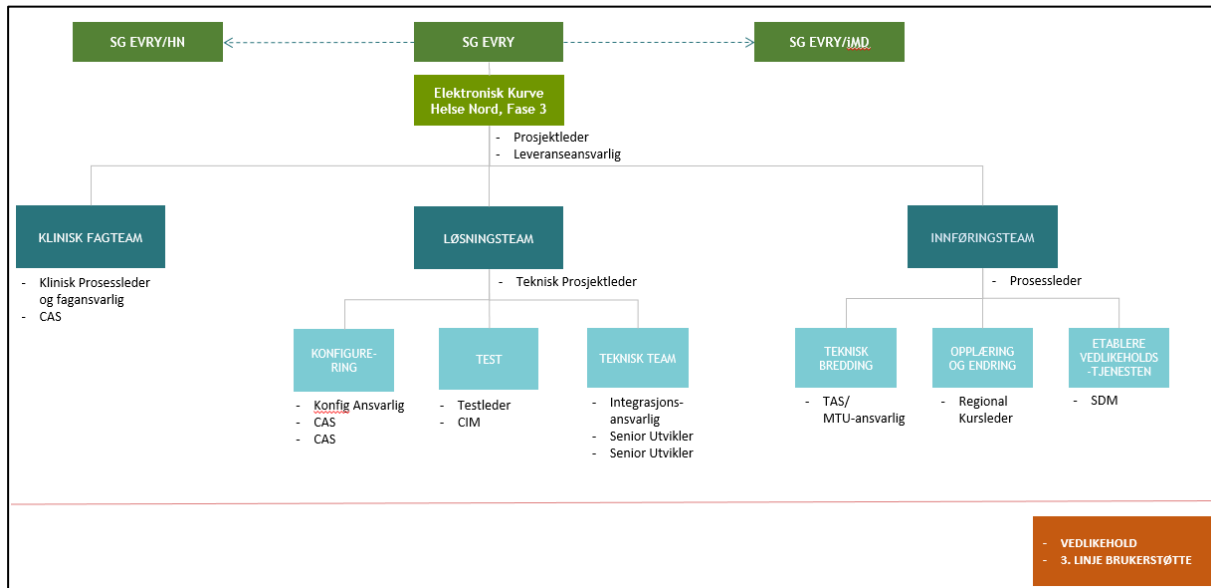 SG EVRY/HN
SG EVRY
SG EVRY/iMD
Elektronisk Kurve
Helse Nord, Fase 3
- Prosjektleder
- Leveranseansvarlig
KLINISK FAGTEAM
- Klinisk Prosessleder
og fagansvarlig
- CAS
LØSNINGSTEAM
- Teknisk Prosjektleder
INNFØRINGSTEAM
- Prosessleder
KONFIGURE-
RING
- Konfig Ansvarlig
- CAS
- CAS
TEST
- Testleder
- CIM
TEKNISK TEAM
- Integrasjons-
ansvarlig
- Senior Utvikler
- Senior Utvikler
TEKNISK
BREDDING
- TAS/
MTU-ansvarlig
OPPLÆRING
OG ENDRING
- Regional
Kursleder
ETABLERE
VEDLIKEHOLDS
-TJENESTEN
- SDM
- VEDLIKEHOLD
- 3. LINJE BRUKERSTØTTE